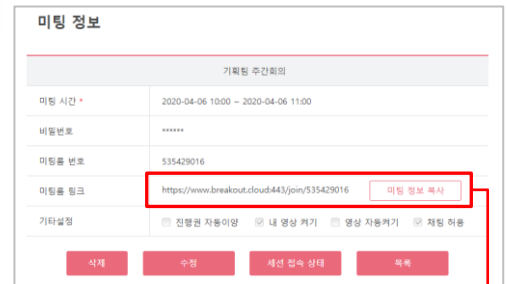 미팅 정보
기획팀 주간회의
미팅 시간 * 2020-04-06 10:00 ~ 2020-04-06 11:00
비밀번호 ******
미팅룸 번호 535429016
미팅룸 링크 https://www.breakout.cloud:443/join/535429016 미팅 정보 복사
기타설정 진행권 자동이양 내 영상 켜기 영상 자동켜기 채팅 허용
삭제 수정 세션 접속 상태 목록